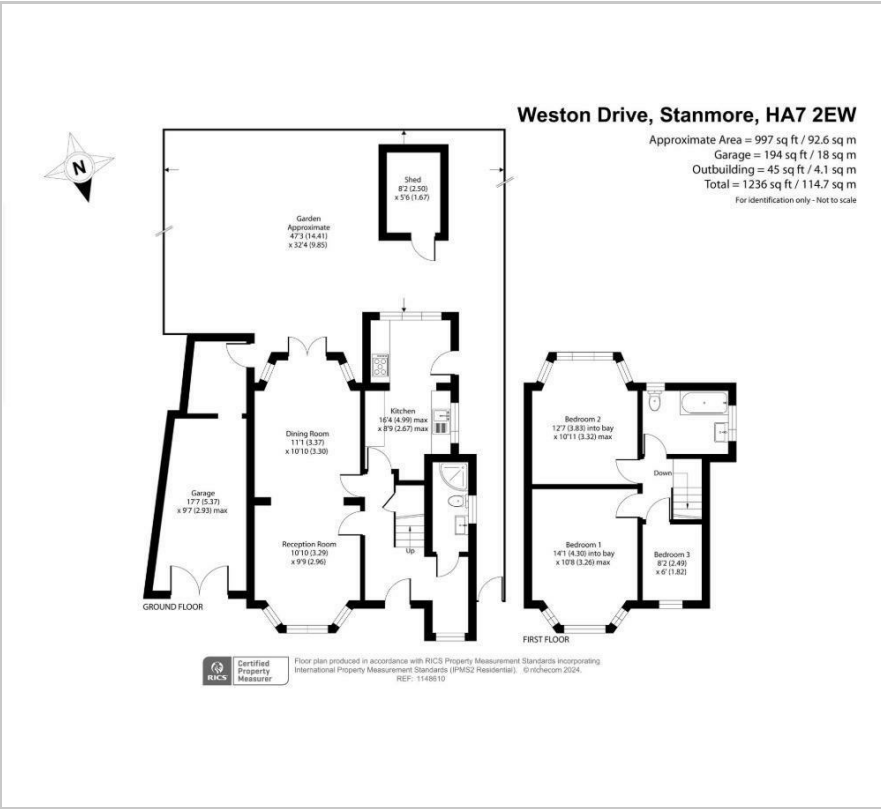 Weston Drive, Stanmore, HA7 2EW
Approximate Area = 997 sq ft / 92.6 sq m
Garage = 194 sq ft / 18 sq m
Outbuilding = 45 sq ft / 4.1 sq m
Total = 1236 sq ft / 114.7 sq m
For identification only - Not to scale
N
Shed
8'2 (2.50)
x 5'6 (1.67)
Garden
Approximate
47'3 (14.41)
x 32'4 (9.85)
Kitchen
16'4 (4.99) max
x 8'9 (2.67) max
Dining Room
11'1 (3.37)
x 10'10 (3.30)
Garage
17'7 (5.37)
x 9'7 (2.93) max
Reception Room
10'10 (3.29)
x 9'9 (2.96)
Up
GROUND FLOOR
Bedroom 2
12'7 (3.83) into bay
x 10'11 (3.32) max
Down
Bedroom 1
14'1 (4.30) into bay
x 10'8 (3.26) max
Bedroom 3
8'2 (2.49)
x 6' (1.82)
FIRST FLOOR
RICS
Certified
Property
Measurer
Floor plan produced in accordance with RICS Property Measurement Standards incorporating
International Property Measurement Standards (IPMS2 Residential). © nichecom 2024.
REF: 1148610